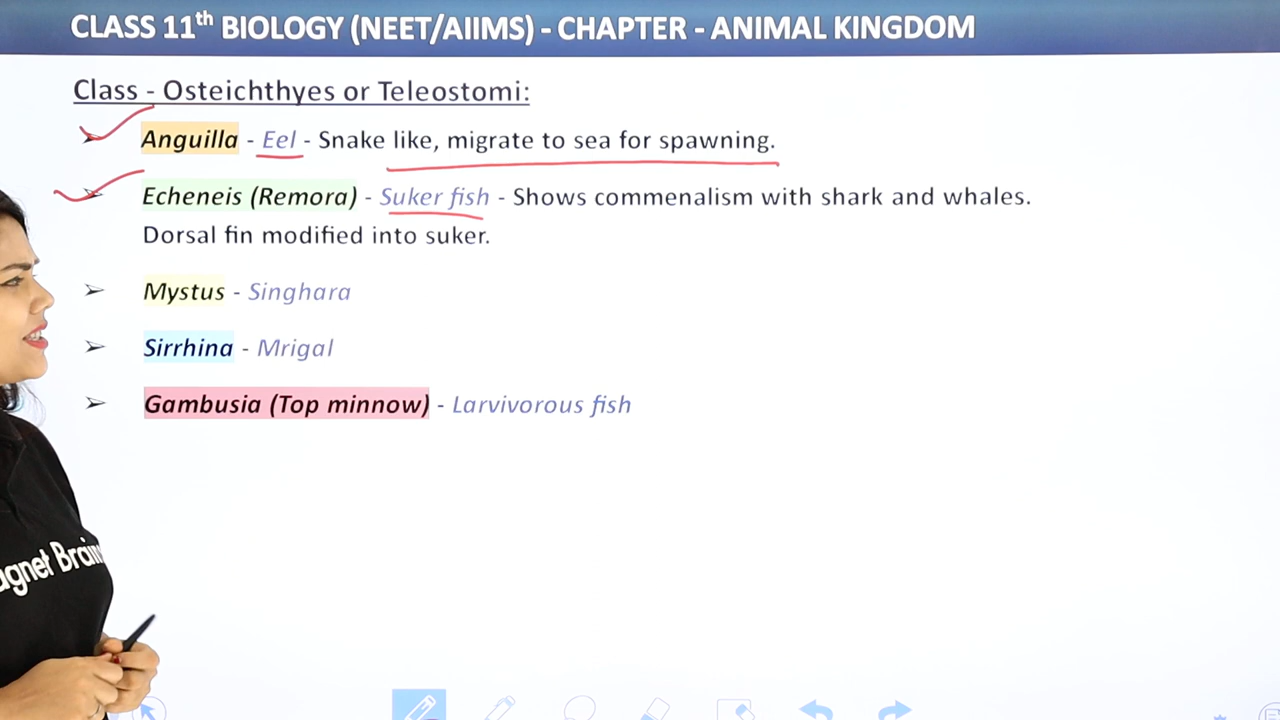 CLASS 11th BIOLOGY (NEET/AIIMS) - CHAPTER - ANIMAL KINGDOM
Class - Osteichthyes or Teleostomi:
➢ Anguilla - Eel - Snake like, migrate to sea for spawning.
➢ Echeneis (Remora) - Suker fish - Shows commenalism with shark and whales.
Dorsal fin modified into suker.
➢ Mystus - Singhara
➢ Sirrhina - Mrigal
➢ Gambusia (Top minnow) - Larvivorous fish
agnet Brain